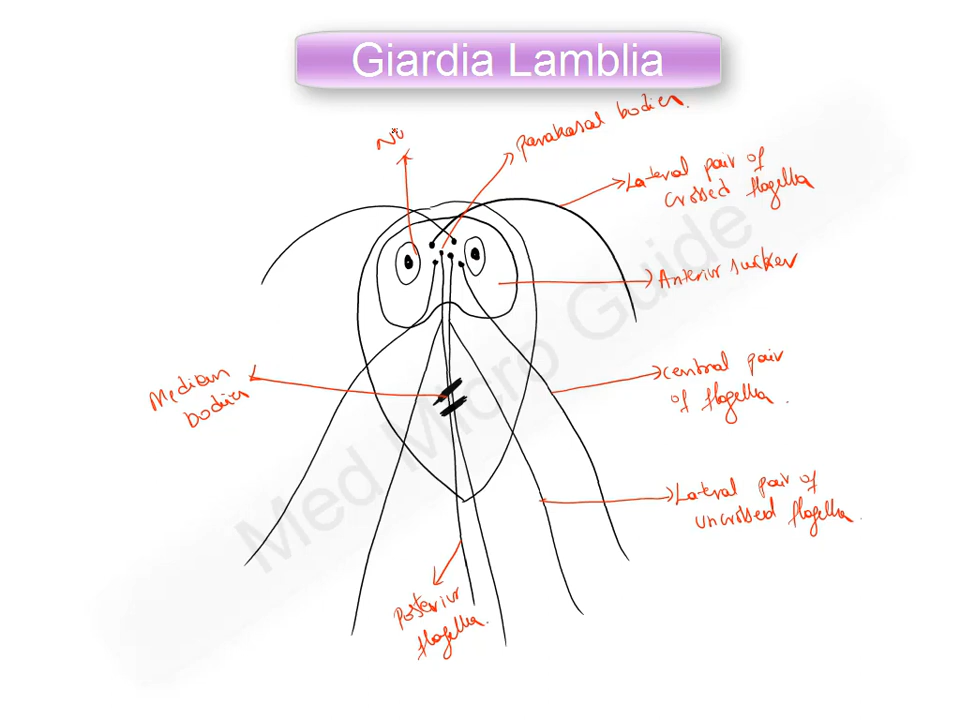 Giardia Lamblia
Nu
parabasal bodies.
Lateral pair of
crossed flagella
Anterior sucker
central pair
of flagella.
Median
bodies
Lateral pair of
uncrossed flagella.
Posterior
flagella.
Med Micro Guide